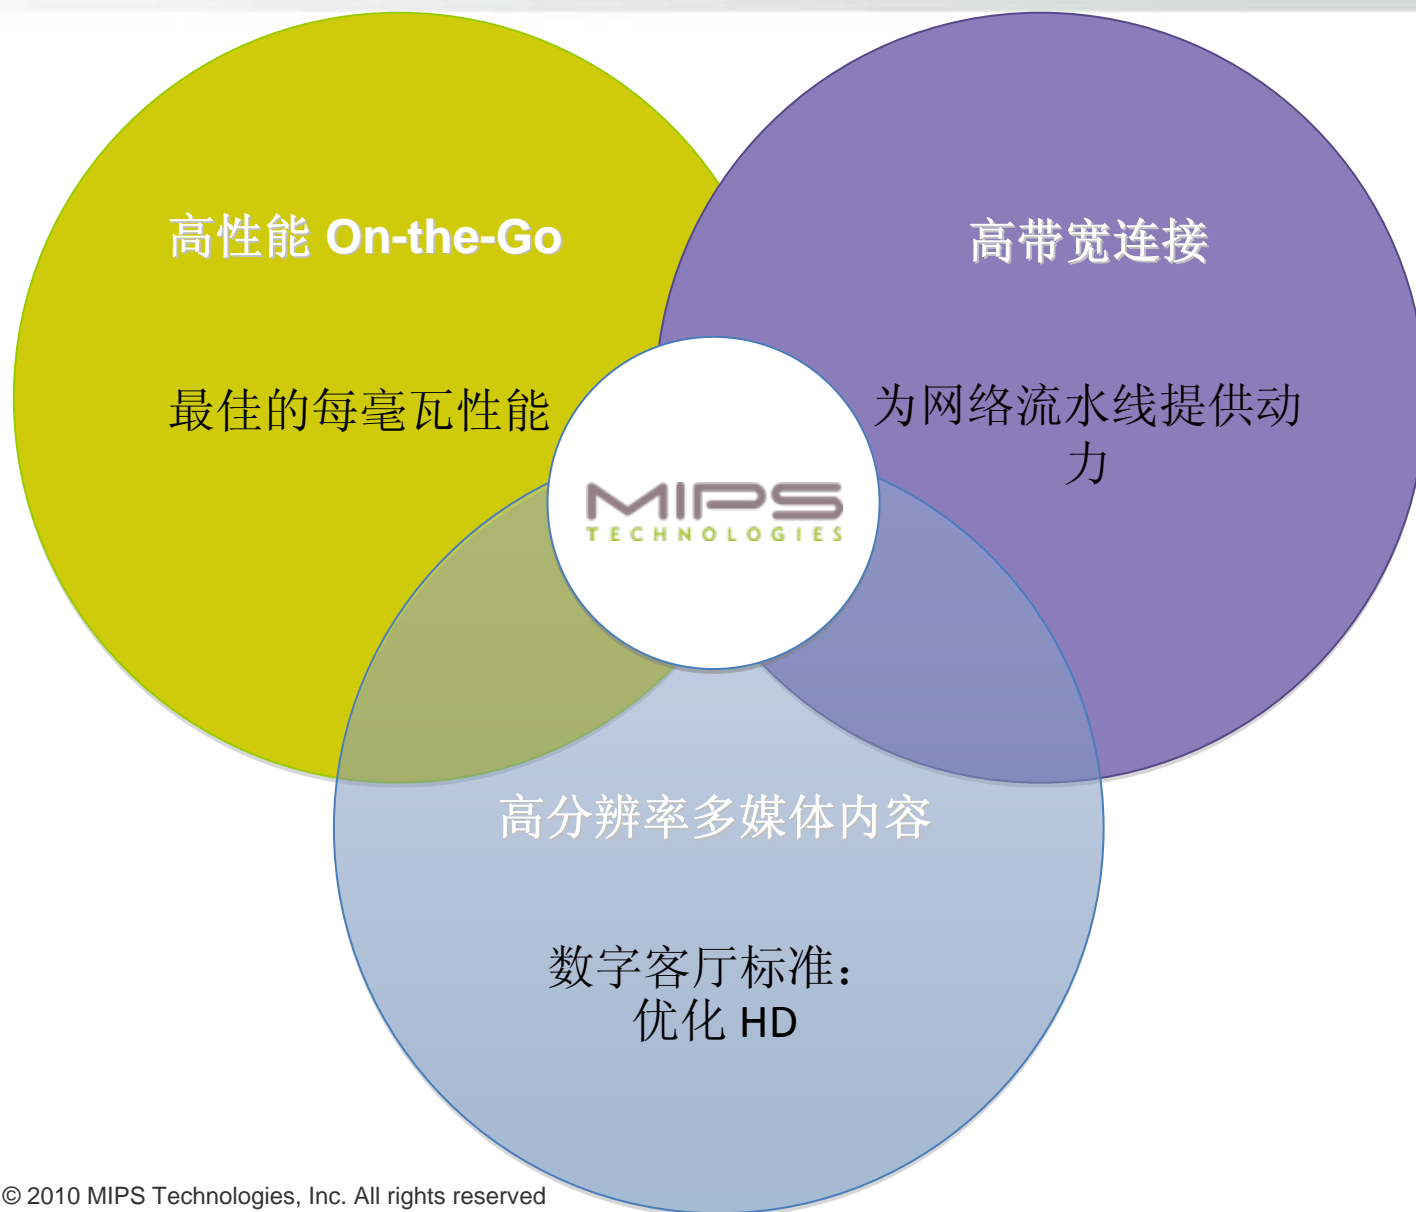 高性能 On-the-Go
最佳的每毫瓦性能
高带宽连接
为网络流水线提供动
力
MIPS
TECHNOLOGIES
高分辨率多媒体内容
数字客厅标准：
优化 HD
© 2010 MIPS Technologies, Inc. All rights reserved